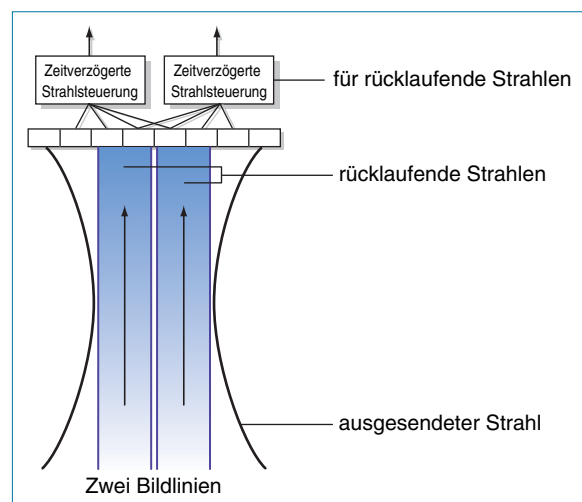 Zeitverzögerte
Strahlsteuerung
Zeitverzögerte
Strahlsteuerung
für rücklaufende Strahlen
rücklaufende Strahlen
ausgesendeter Strahl
Zwei Bildlinien